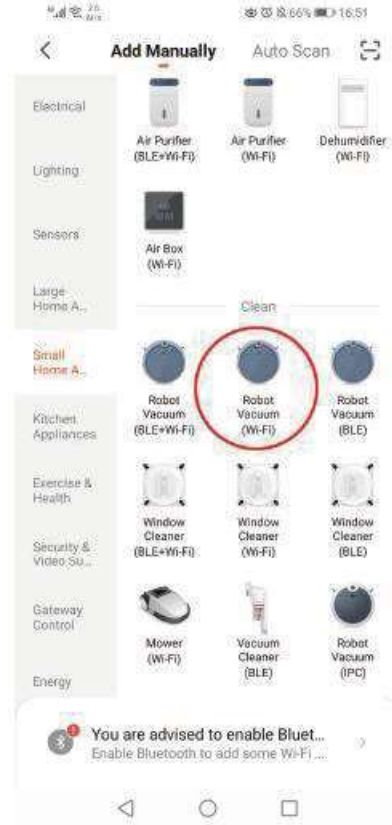 16:51
66%
Add Manually
Auto Scan
Electrical
Lighting
Sensors
Large
Home A...
Small
Home A...
Kitchen
Appliances
Exercise &
Health
Security &
Video Su...
Gateway
Control
Energy
Air Purifier
(BLE+Wi-Fi)
Air Purifier
(Wi-Fi)
Dehumidifier
(Wi-Fi)
Air Box
(Wi-Fi)
Clean
Robot
Vacuum
(BLE+Wi-Fi)
Robot
Vacuum
(Wi-Fi)
Robot
Vacuum
(BLE)
Window
Cleaner
(BLE+Wi-Fi)
Window
Cleaner
(Wi-Fi)
Window
Cleaner
(BLE)
Mower
(Wi-Fi)
Vacuum
Cleaner
(BLE)
Robot
Vacuum
(IPC)
You are advised to enable Bluet...
Enable Bluetooth to add some Wi-Fi ...